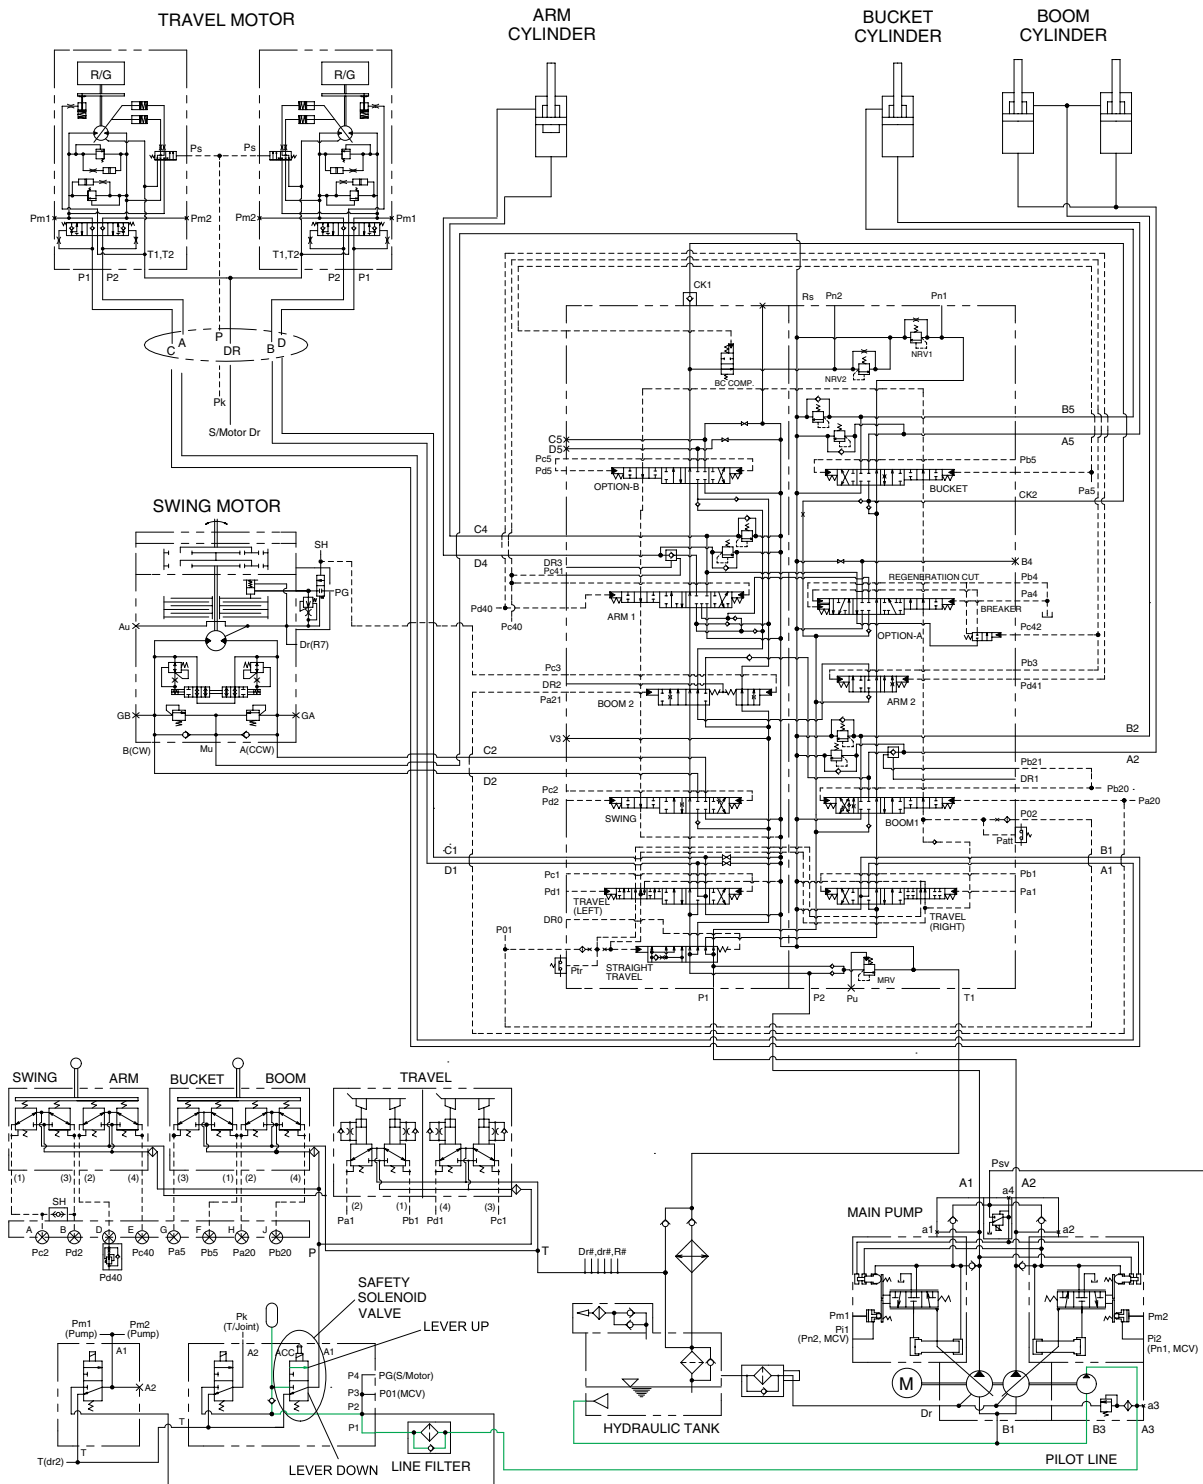 TRAVEL MOTOR
ARM
CYLINDER
BUCKET
CYLINDER
BOOM
CYLINDER
R/G
R/G
Ps
Ps
Pm1
Pm2
Pm2
Pm1
T1,T2
T1,T2
P1
P2
P2
P1
C
A
P
DR
B
D
Pk
S/Motor Dr
CK1
Rs
Pn2
Pn1
NRV1
BC COMP.
NRV2
B5
C5
D5
A5
Pc5
Pd5
Pb5
OPTION-B
BUCKET
Pa5
CK2
SWING MOTOR
SH
C4
D4
DR3
Pc41
B4
PG
REGENERATIION CUT
Pb4
Pa4
Pd40
BREAKER
ARM 1
Au
Pc40
OPTION-A
Pc42
Dr(R7)
Pc3
Pb3
DR2
Pd41
Pa21
BOOM 2
ARM 2
GB
GA
V3
B2
B(CW)
Mu
A(CCW)
C2
A2
D2
Pb21
DR1
Pc2
Pb20
Pd2
Pa20
SWING
BOOM1
P02
Patt
C1
B1
D1
A1
Pc1
Pb1
Pd1
Pa1
TRAVEL
(LEFT)
DR0
TRAVEL
(RIGHT)
P01
Ptr
STRAIGHT
TRAVEL
MRV
P1
P2
Pu
T1
SWING
ARM
BUCKET
BOOM
TRAVEL
(1)
(3)
(2)
(4)
(3)
(1)
(2)
(4)
(2)
(1)
(4)
(3)
Pa1
Pb1
Pd1
Pc1
SH
A
B
D
E
G
F
H
J
Pc2
Pd2
Pc40
Pa5
Pb5
Pa20
Pb20
P
T
Pd40
Psv
A1
a4
A2
MAIN PUMP
a1
a2
Dr#,dr#,R#
SAFETY
SOLENOID
VALVE
LEVER UP
Pm1
(Pump)
Pm2
(Pump)
Pk
(T/Joint)
A1
A2
ACC
A1
A2
P4
PG(S/Motor)
P3
P01(MCV)
P2
P1
T
T
T(dr2)
LEVER DOWN
LINE FILTER
HYDRAULIC TANK
Pm1
Pi1
(Pn2, MCV)
Pm2
Pi2
(Pn1, MCV)
M
Dr
B1
B3
A3
a3
PILOT LINE